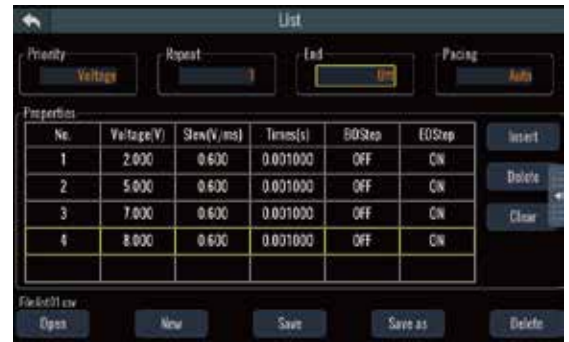 List
Priority Repeat End Pacing
Voltage 1 Off Auto
Properties
No. Voltage(V) Slew(V/ms) Times(s) BOStep EOStep
1 2.000 0.600 0.001000 OFF ON
2 5.000 0.600 0.001000 OFF ON
3 7.000 0.600 0.001000 OFF ON
4 8.000 0.600 0.001000 OFF ON
Insert
Delete
Clear
File:list01.csv
Open New Save Save as Delete